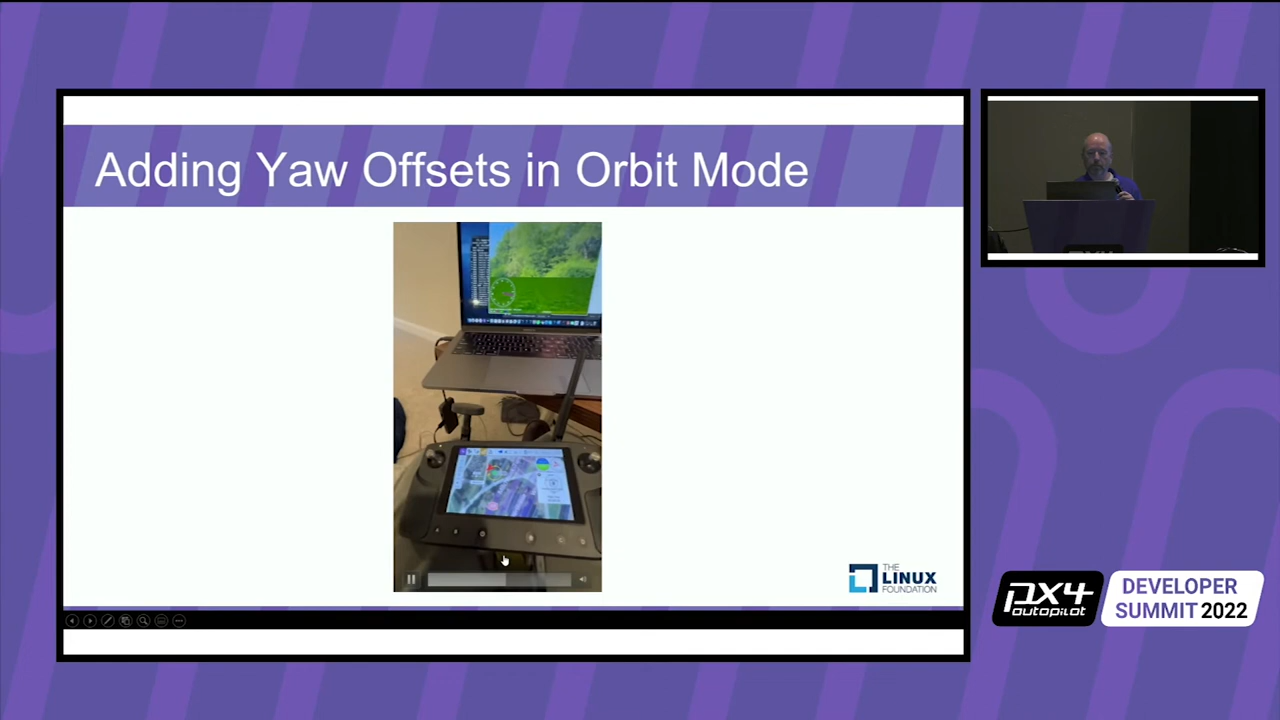 Adding Yaw Offsets in Orbit Mode
THE
LINUX
FOUNDATION
px4
autopilot
DEVELOPER
SUMMIT 2022